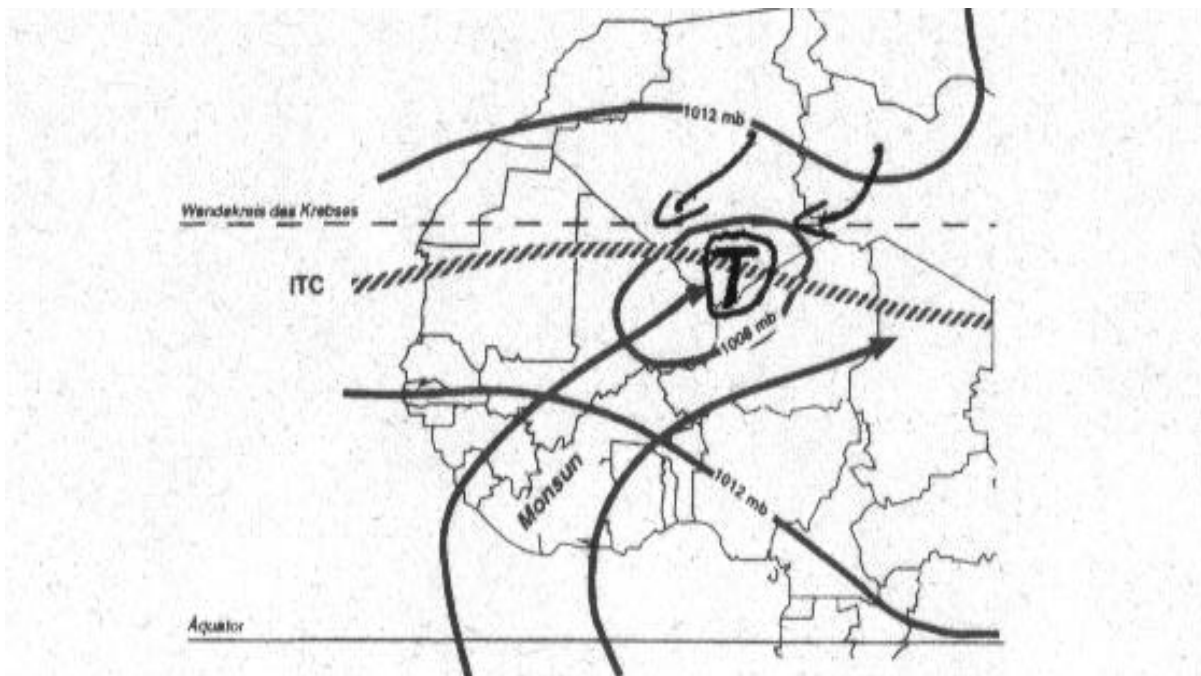 1012 mb
Wendekreis des Krebses
ITC
T
1008 mb
Monsun
1012 mb
Äquator